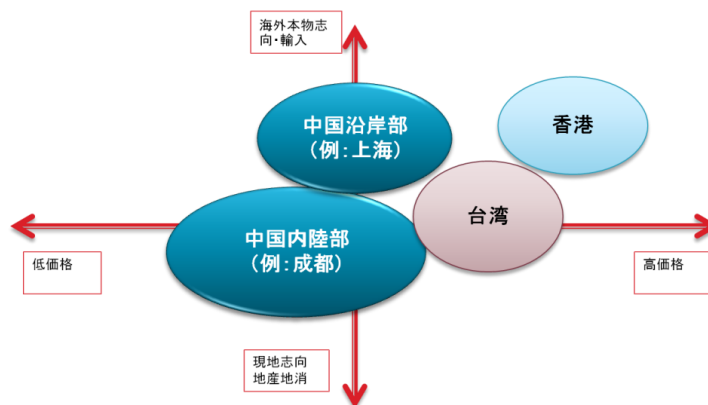 海外本物志
向・輸入
中国沿岸部
（例：上海）
香港
台湾
中国内陸部
（例：成都）
低価格
高価格
現地志向
地産地消